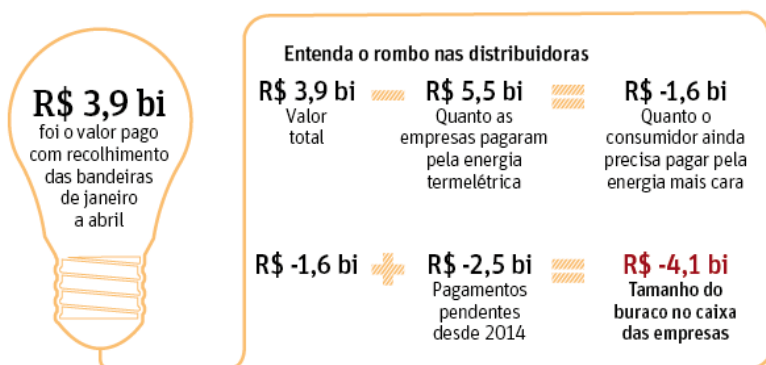 R$ 3,9 bi
foi o valor pago
com recolhimento
das bandeiras
de janeiro
a abril
Entenda o rombo nas distribuidoras
R$ 3,9 bi
Valor
total
R$ 5,5 bi
Quanto as
empresas pagaram
pela energia
termelétrica
R$ -1,6 bi
Quanto o
consumidor ainda
precisa pagar pela
energia mais cara
R$ -1,6 bi
R$ -2,5 bi
Pagamentos
pendentes
desde 2014
R$ -4,1 bi
Tamanho do
buraco no caixa
das empresas